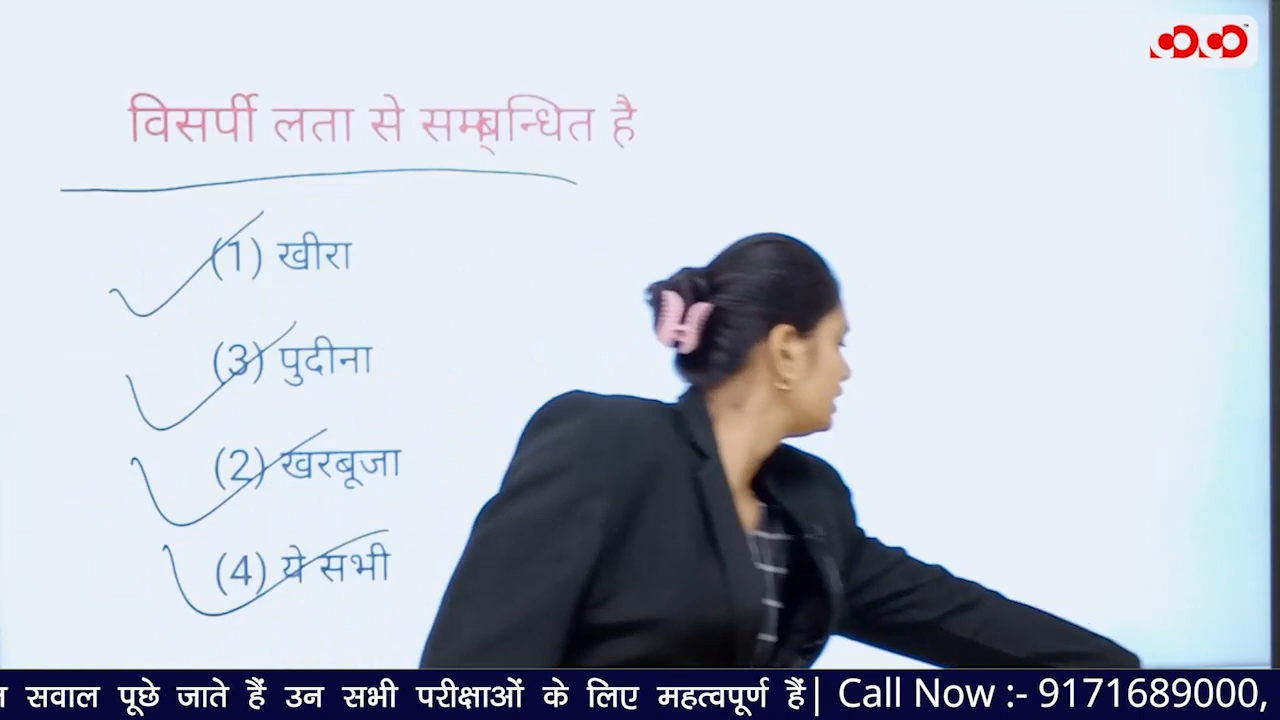 विसर्पी लता से सम्बन्धित है
(1) खीरा
(3) पुदीना
(2) खरबूजा
(4) ये सभी
सवाल पूछे जाते हैं उन सभी परीक्षाओं के लिए महत्वपूर्ण हैं| Call Now :- 9171689000,